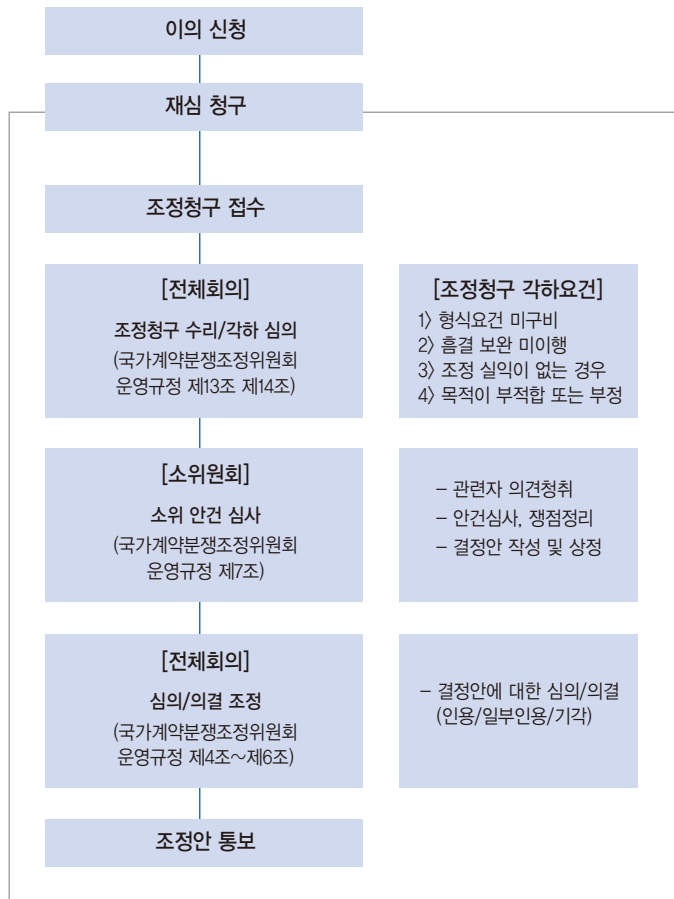 이의 신청
재심 청구
조정청구 접수
[전체회의]
조정청구 수리/각하 심의
(국가계약분쟁조정위원회
운영규정 제13조 제14조)
[조정청구 각하요건]
1〉 형식요건 미구비
2〉 흠결 보완 미이행
3〉 조정 실익이 없는 경우
4〉 목적이 부적합 또는 부정
[소위원회]
소위 안건 심사
(국가계약분쟁조정위원회
운영규정 제7조)
– 관련자 의견청취
– 안건심사, 쟁점정리
– 결정안 작성 및 상정
[전체회의]
심의/의결 조정
(국가계약분쟁조정위원회
운영규정 제4조~제6조)
– 결정안에 대한 심의/의결
(인용/일부인용/기각)
조정안 통보